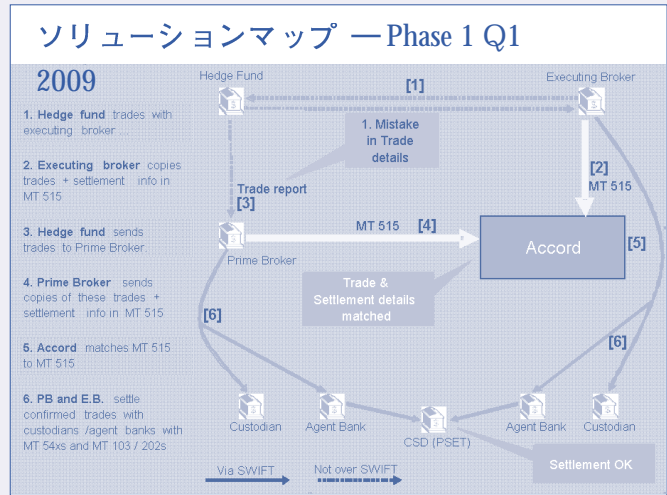 ソリューションマップ — Phase 1 Q1
2009
1. Hedge fund trades with
executing broker ...
2. Executing broker copies
trades + settlement info in
MT 515
3. Hedge fund sends
trades to Prime Broker.
4. Prime Broker sends
copies of these trades +
settlement info in MT 515
5. Accord matches MT 515
to MT 515
6. PB and E.B. settle
confirmed trades with
custodians /agent banks with
MT 54xs and MT 103 / 202s
Hedge Fund
[1]
Executing Broker
1. Mistake
in Trade
details
[2]
MT 515
Trade report
[3]
MT 515 [4]
Prime Broker
Accord
[5]
Trade &
Settlement details
matched
[6]
[6]
Custodian
Agent Bank
CSD (PSET)
Agent Bank
Custodian
Settlement OK
Via SWIFT
Not over SWIFT